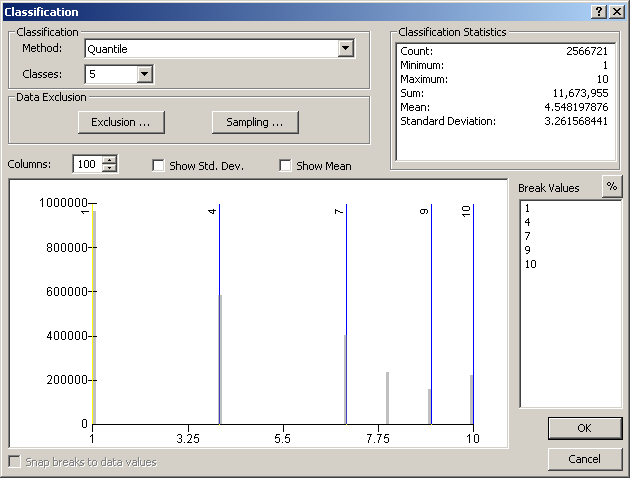 Classification
Classification
Method: Quantile
Classes: 5
Data Exclusion
Exclusion ...
Sampling ...
Classification Statistics
Count: 2566721
Minimum: 1
Maximum: 10
Sum: 11,673,955
Mean: 4.548197876
Standard Deviation: 3.261568441
Columns: 100
Show Std. Dev.
Show Mean
Break Values
%
1
4
7
9
10
1000000
800000
600000
400000
200000
0
1
4
7
9
10
1
3.25
5.5
7.75
10
Snap breaks to data values
OK
Cancel